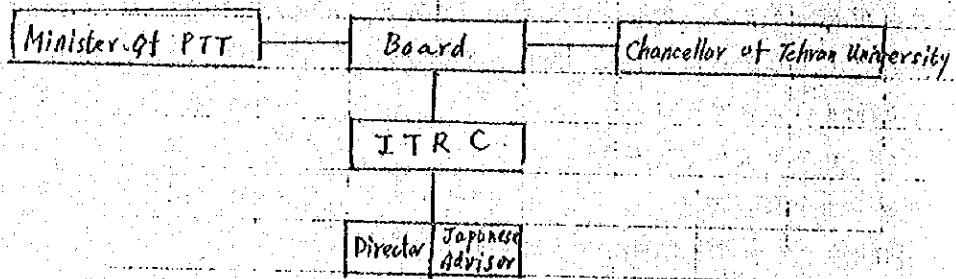 Minister of PTT
Board
Chancellor of Tehran University
ITRC
Director
Japanese
Advisor